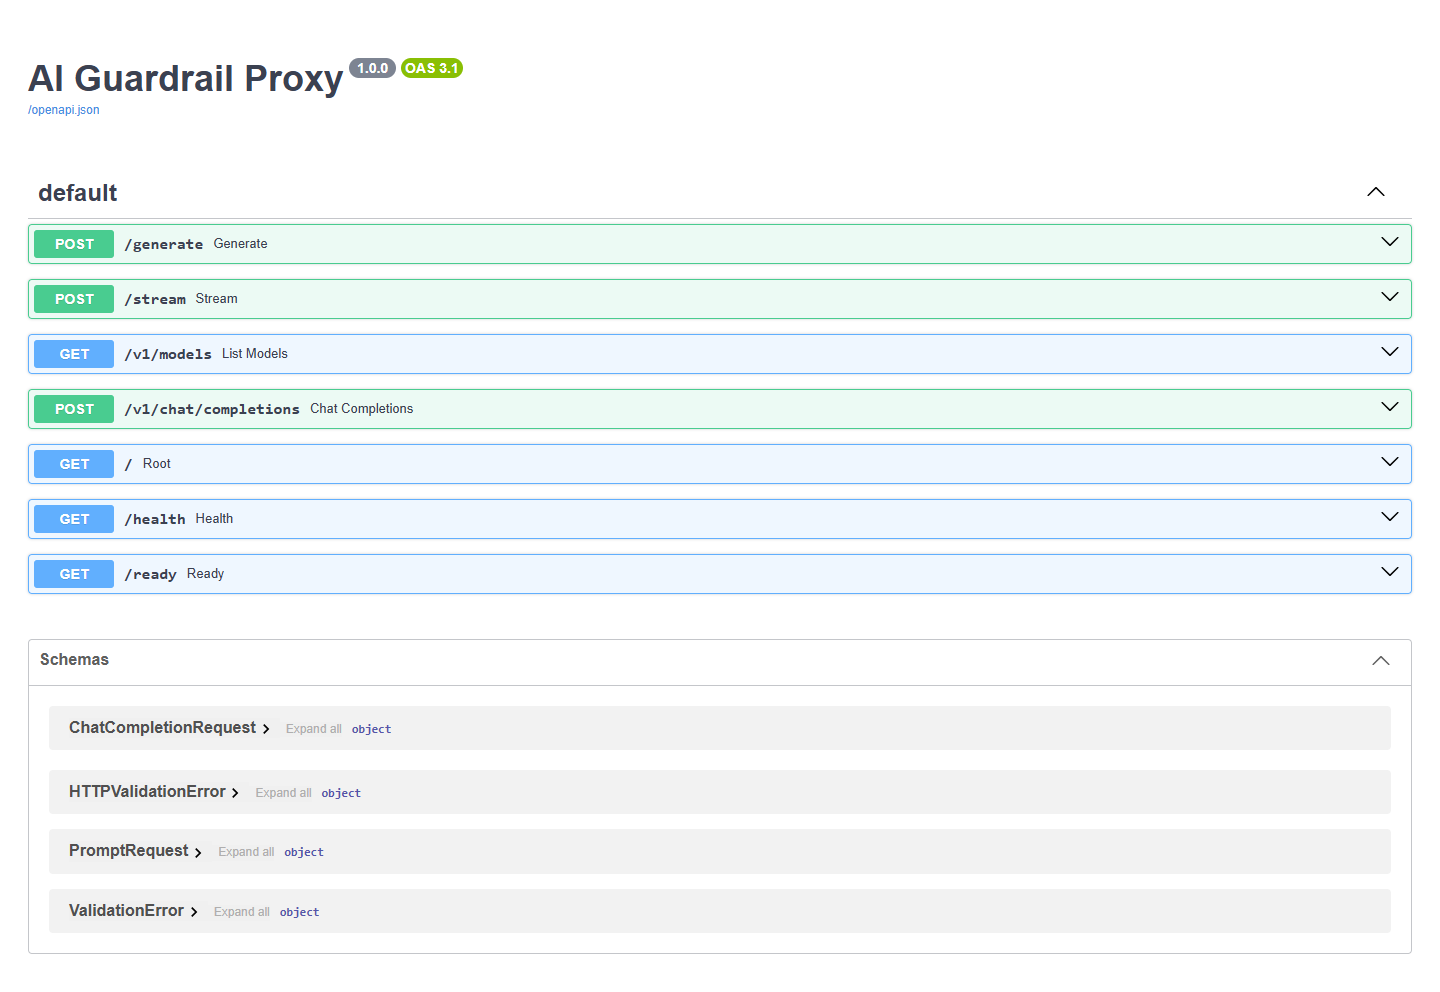 AI Guardrail Proxy 1.0.0 OAS 3.1
/openapi.json
default
POST /generate Generate
POST /stream Stream
GET /v1/models List Models
POST /v1/chat/completions Chat Completions
GET / Root
GET /health Health
GET /ready Ready
Schemas
ChatCompletionRequest Expand all object
HTTPValidationError Expand all object
PromptRequest Expand all object
ValidationError Expand all object